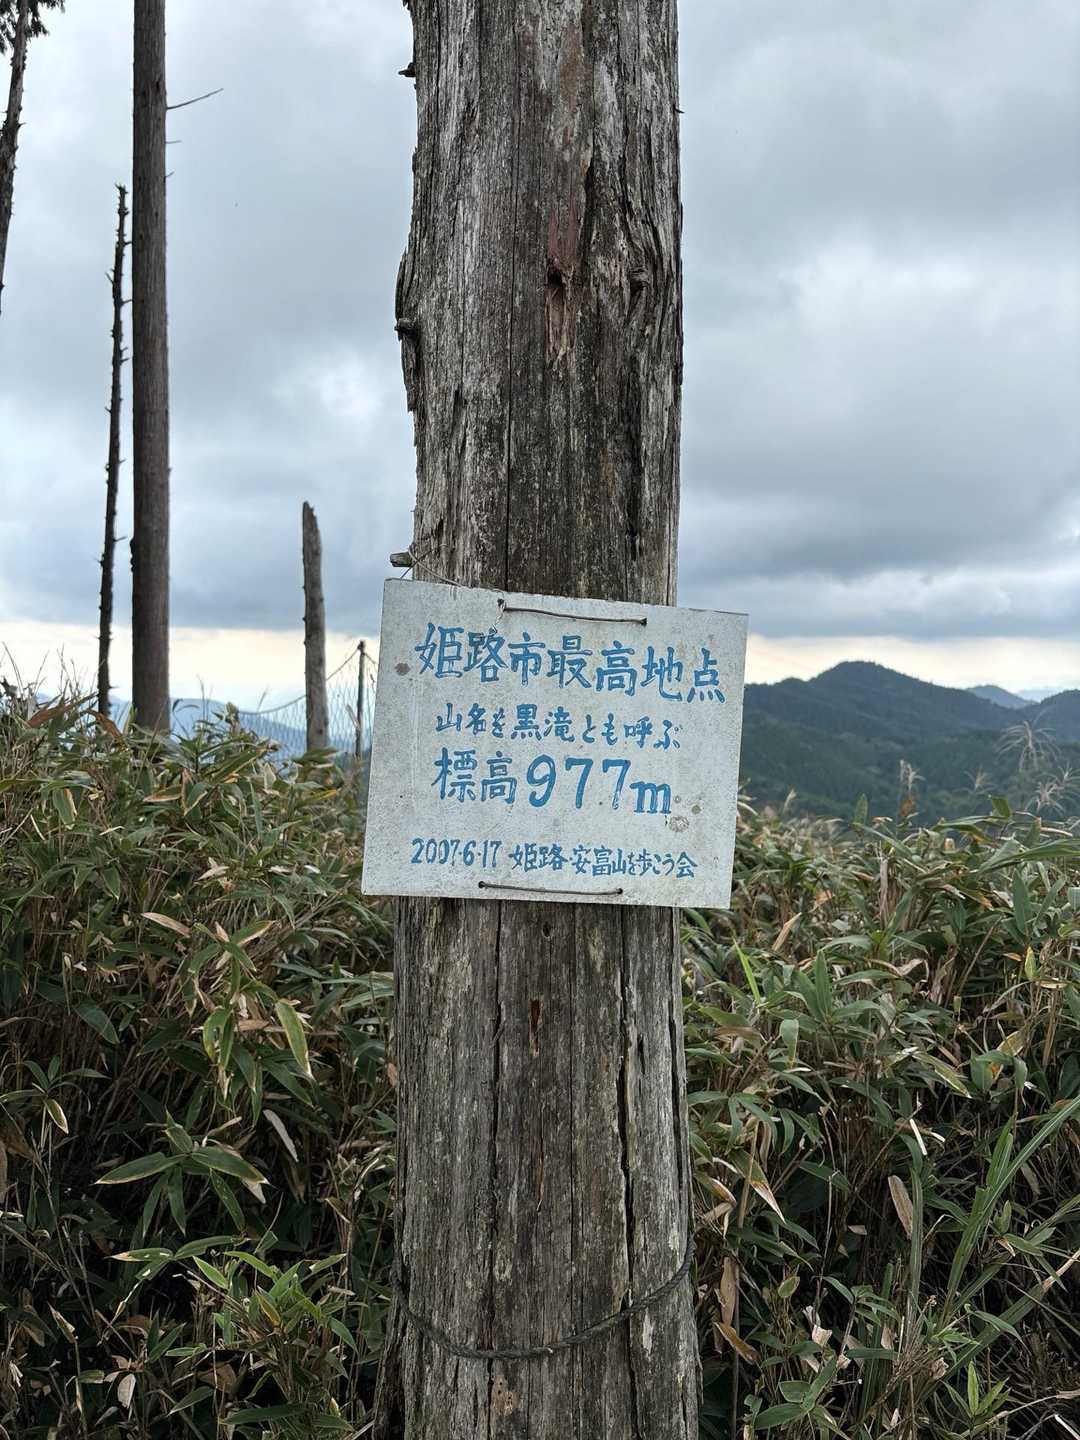 姫路市最高地点
山名を黒滝とも呼ぶ
標高977m
2007・6・17 姫路・安富山を歩こう会